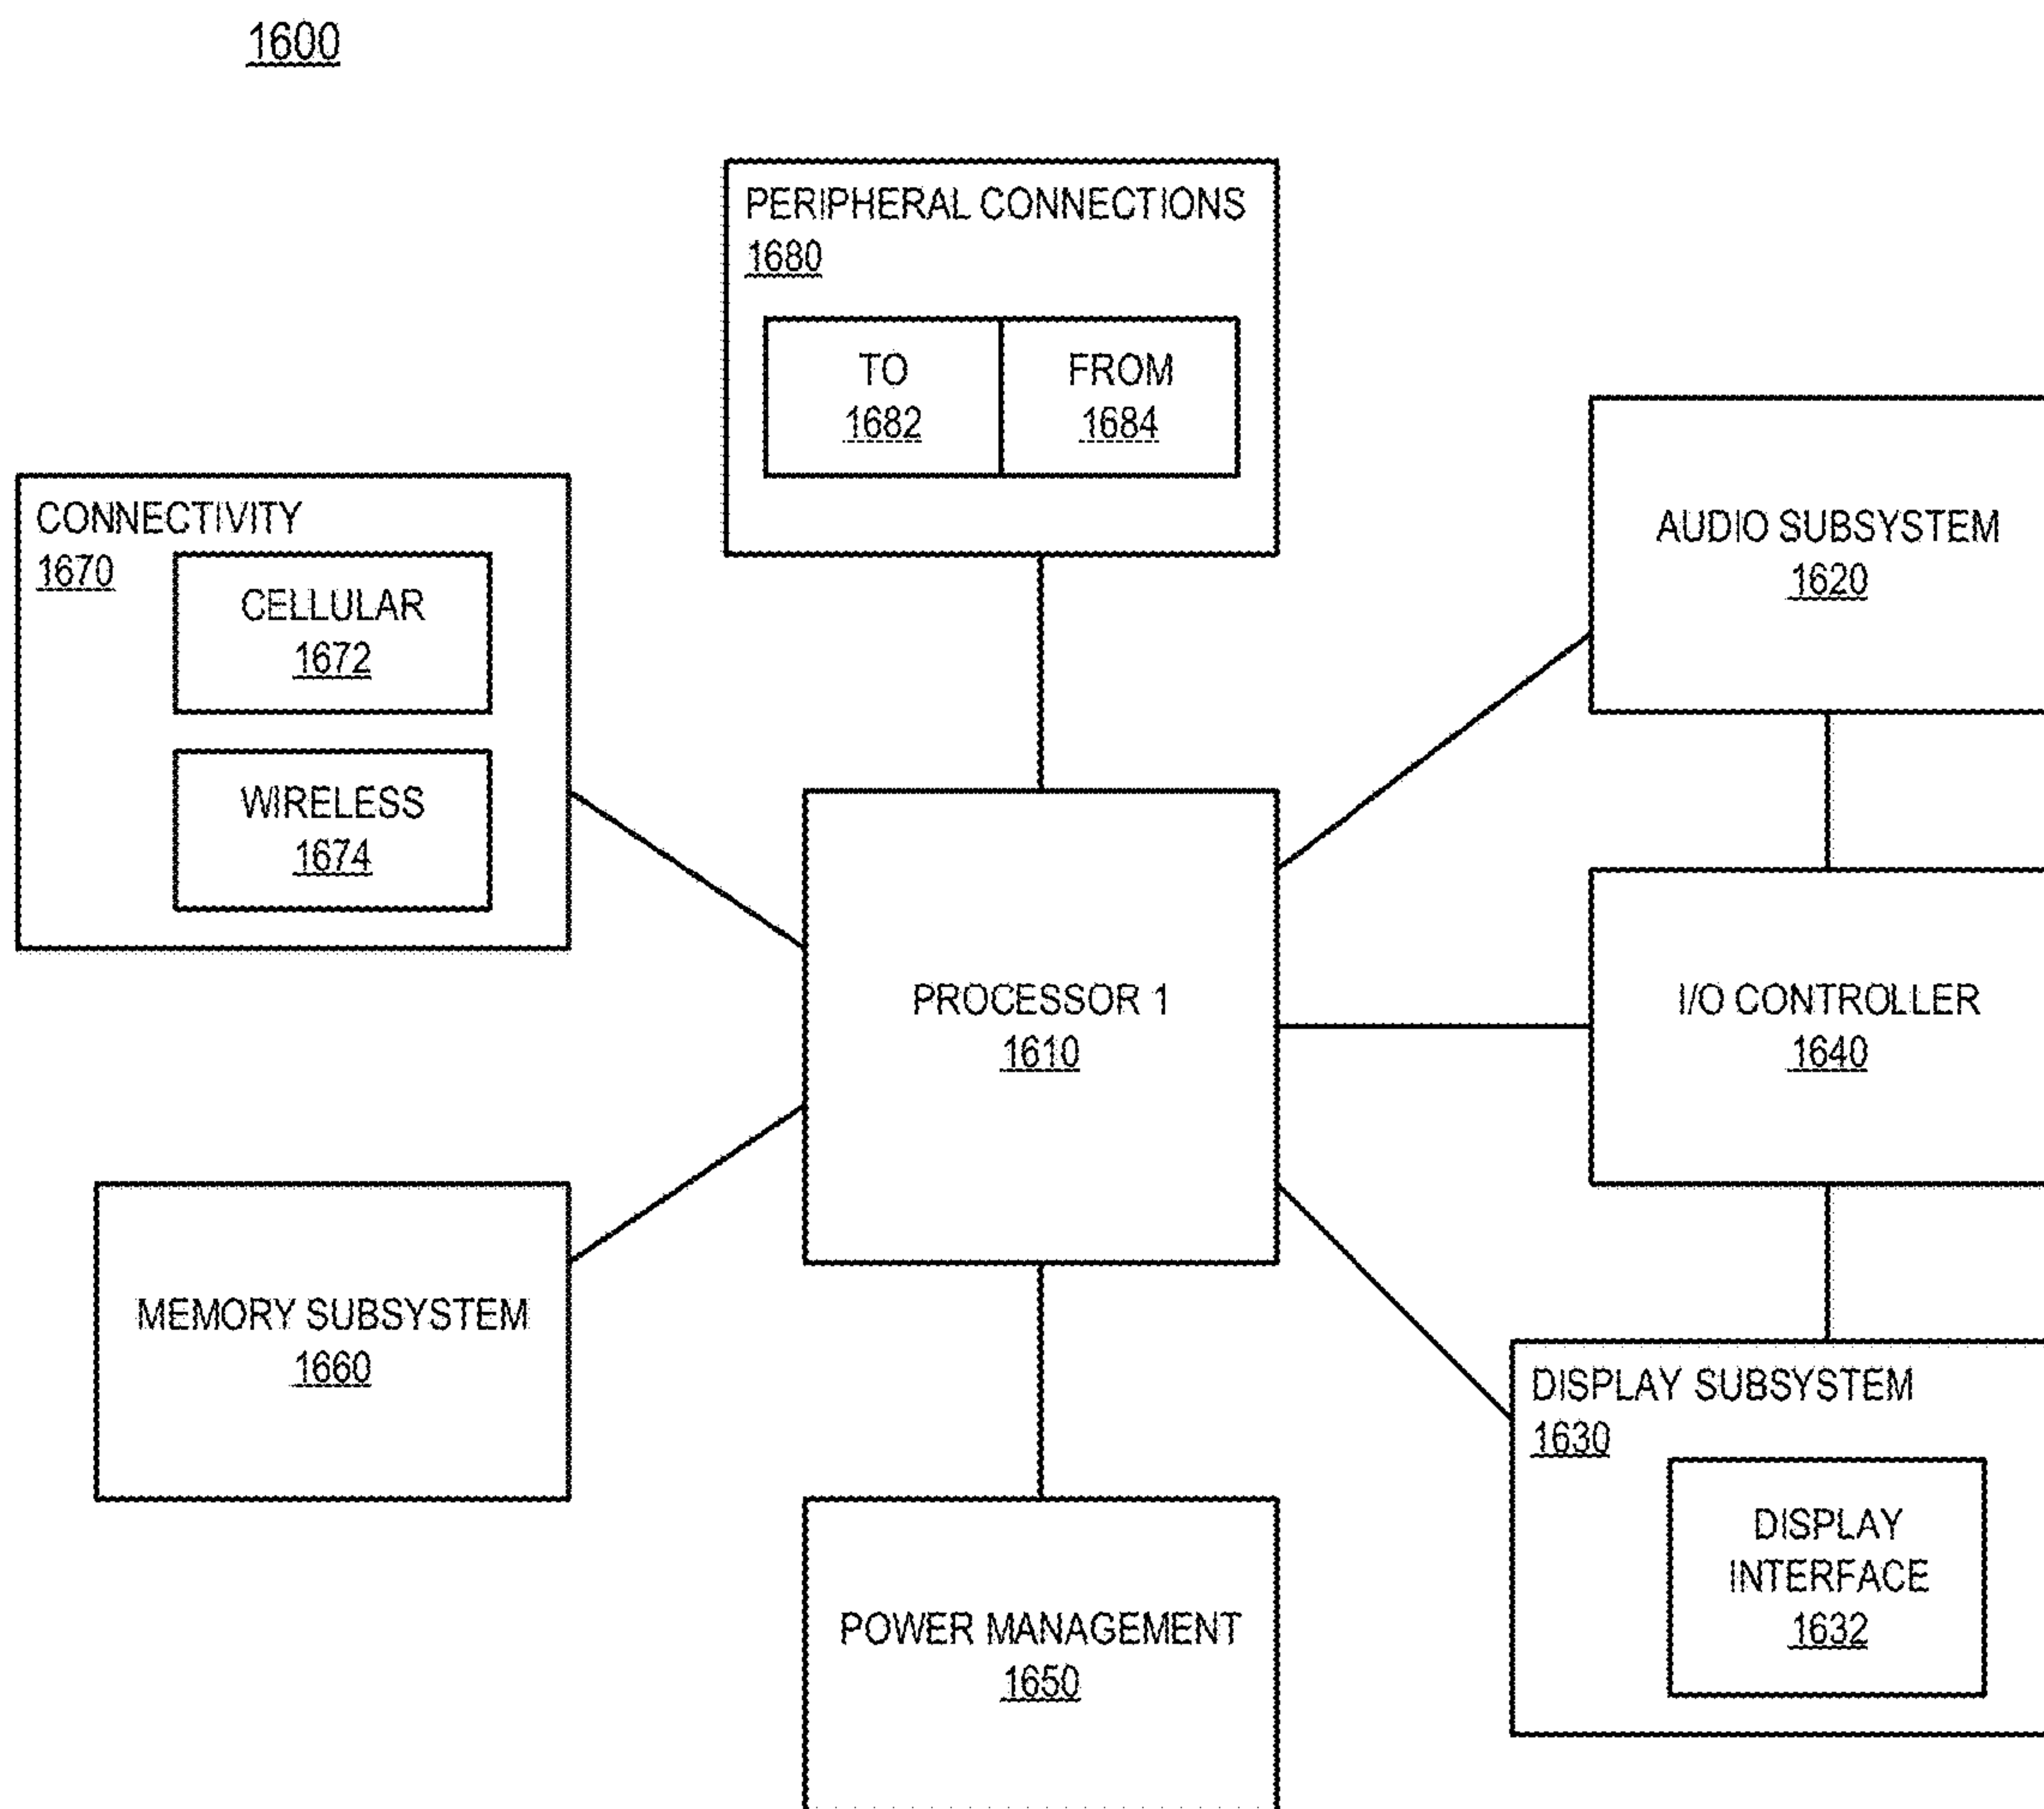 1600
PERIPHERAL CONNECTIONS
1680
TO
1682
FROM
1684
CONNECTIVITY
1670
CELLULAR
1672
WIRELESS
1674
AUDIO SUBSYSTEM
1620
PROCESSOR 1
1610
I/O CONTROLLER
1640
MEMORY SUBSYSTEM
1660
DISPLAY SUBSYSTEM
1630
DISPLAY
INTERFACE
1632
POWER MANAGEMENT
1650